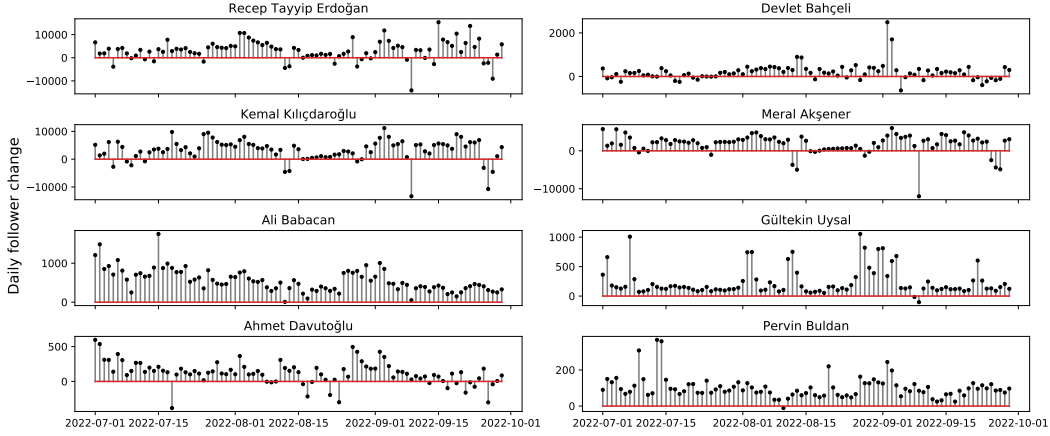 Recep Tayyip Erdoğan
10000
0
−10000
Devlet Bahçeli
2000
0
Kemal Kılıçdaroğlu
10000
0
−10000
Meral Akşener
0
−10000
Ali Babacan
1000
0
Gültekin Uysal
1000
500
0
Ahmet Davutoğlu
500
0
Pervin Buldan
200
0
2022-07-01 2022-07-15 2022-08-01 2022-08-15 2022-09-01 2022-09-15 2022-10-01
2022-07-01 2022-07-15 2022-08-01 2022-08-15 2022-09-01 2022-09-15 2022-10-01
Daily follower change